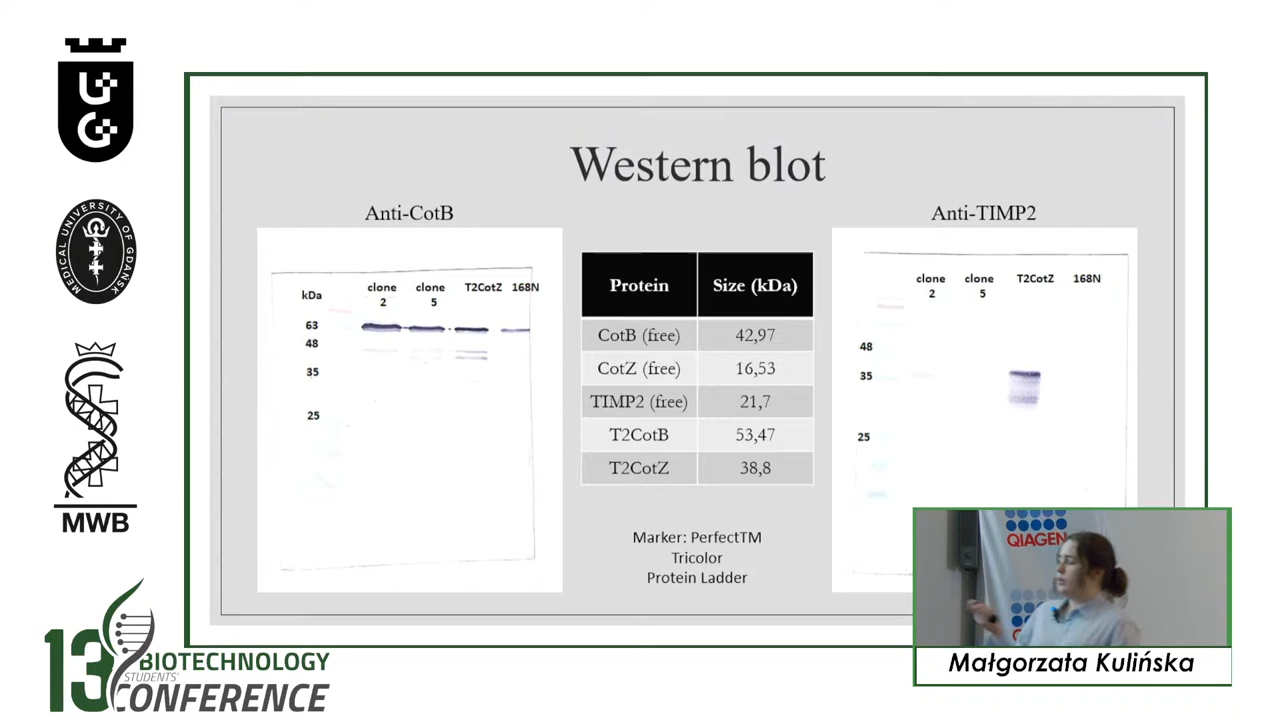 UG
MEDICAL UNIVERSITY OF GDAŃSK
MWB
13 BIOTECHNOLOGY
STUDENTS'
CONFERENCE
Western blot
Anti-CotB
kDa
clone 2
clone 5
T2CotZ
168N
63
48
35
25
Protein Size (kDa)
CotB (free) 42,97
CotZ (free) 16,53
TIMP2 (free) 21,7
T2CotB 53,47
T2CotZ 38,8
Marker: PerfectTM
Tricolor
Protein Ladder
Anti-TIMP2
clone 2
clone 5
T2CotZ
168N
48
35
25
QIAGEN
Małgorzata Kulińska